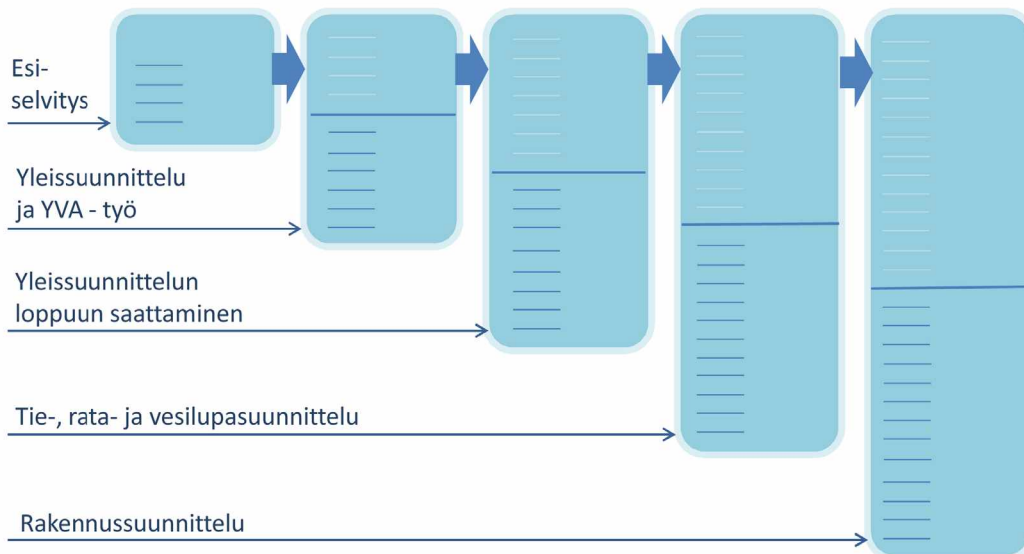 Esi-
selvitys
Yleissuunnittelu
ja YVA - työ
Yleissuunnittelun
loppuun saattaminen
Tie-, rata- ja vesilupasuunnittelu
Rakennussuunnittelu